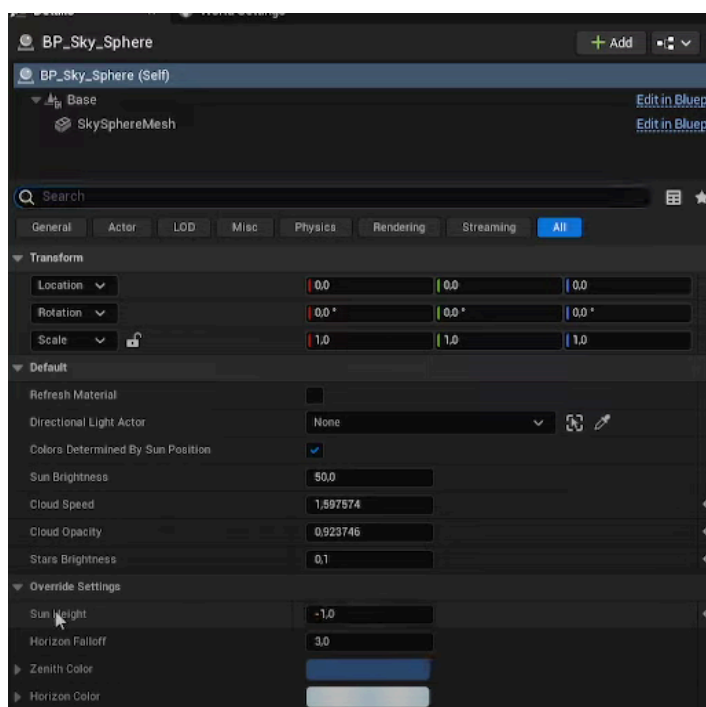 Details World Settings
BP_Sky_Sphere + Add
BP_Sky_Sphere (Self)
Base Edit in Bluep
SkySphereMesh Edit in Bluep
Search
General Actor LOD Misc Physics Rendering Streaming All
Transform
Location 0,0 0,0 0,0
Rotation 0,0 ° 0,0 ° 0,0 °
Scale 1,0 1,0 1,0
Default
Refresh Material
Directional Light Actor None
Colors Determined By Sun Position
Sun Brightness 50,0
Cloud Speed 1,597574
Cloud Opacity 0,923746
Stars Brightness 0,1
Override Settings
Sun Height -1,0
Horizon Falloff 3,0
Zenith Color
Horizon Color